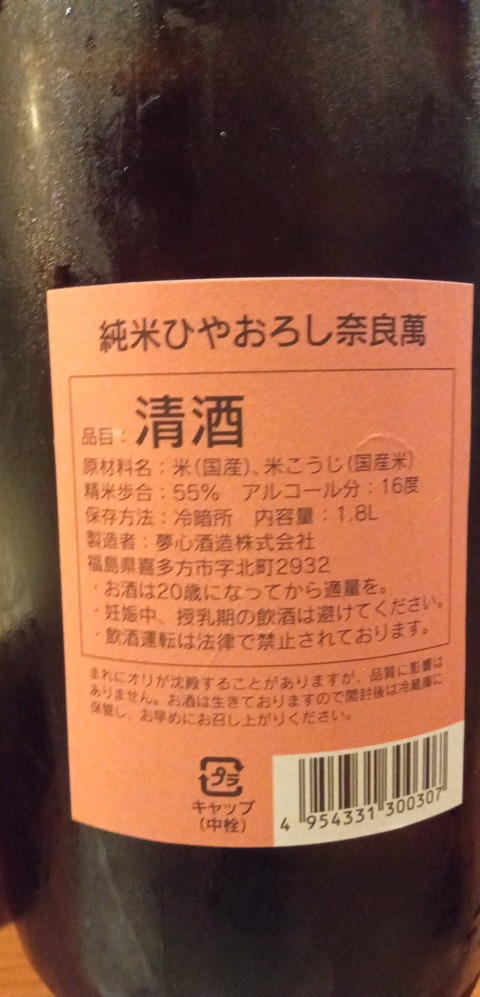 純米ひやおろし奈良萬
品目：清酒
原材料名：米(国産)、米こうじ(国産米)
精米歩合：55%　アルコール分：16度
保存方法：冷暗所　内容量：1.8L
製造者：夢心酒造株式会社
福島県喜多方市字北町2932
・お酒は20歳になってから適量を。
・妊娠中、授乳期の飲酒は避けてください。
・飲酒運転は法律で禁止されております。
まれにオリが沈殿することがありますが、品質に影響は
ありません。お酒は生きておりますので開封後は冷蔵庫に
保管し、お早めにお召し上がりください。
プラ
キャップ
(中栓)
4 954331 300307